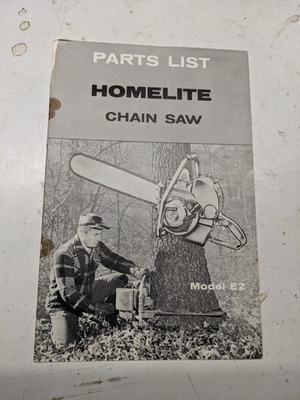 PARTS LIST
HOMELITE
CHAIN SAW
Model EZ